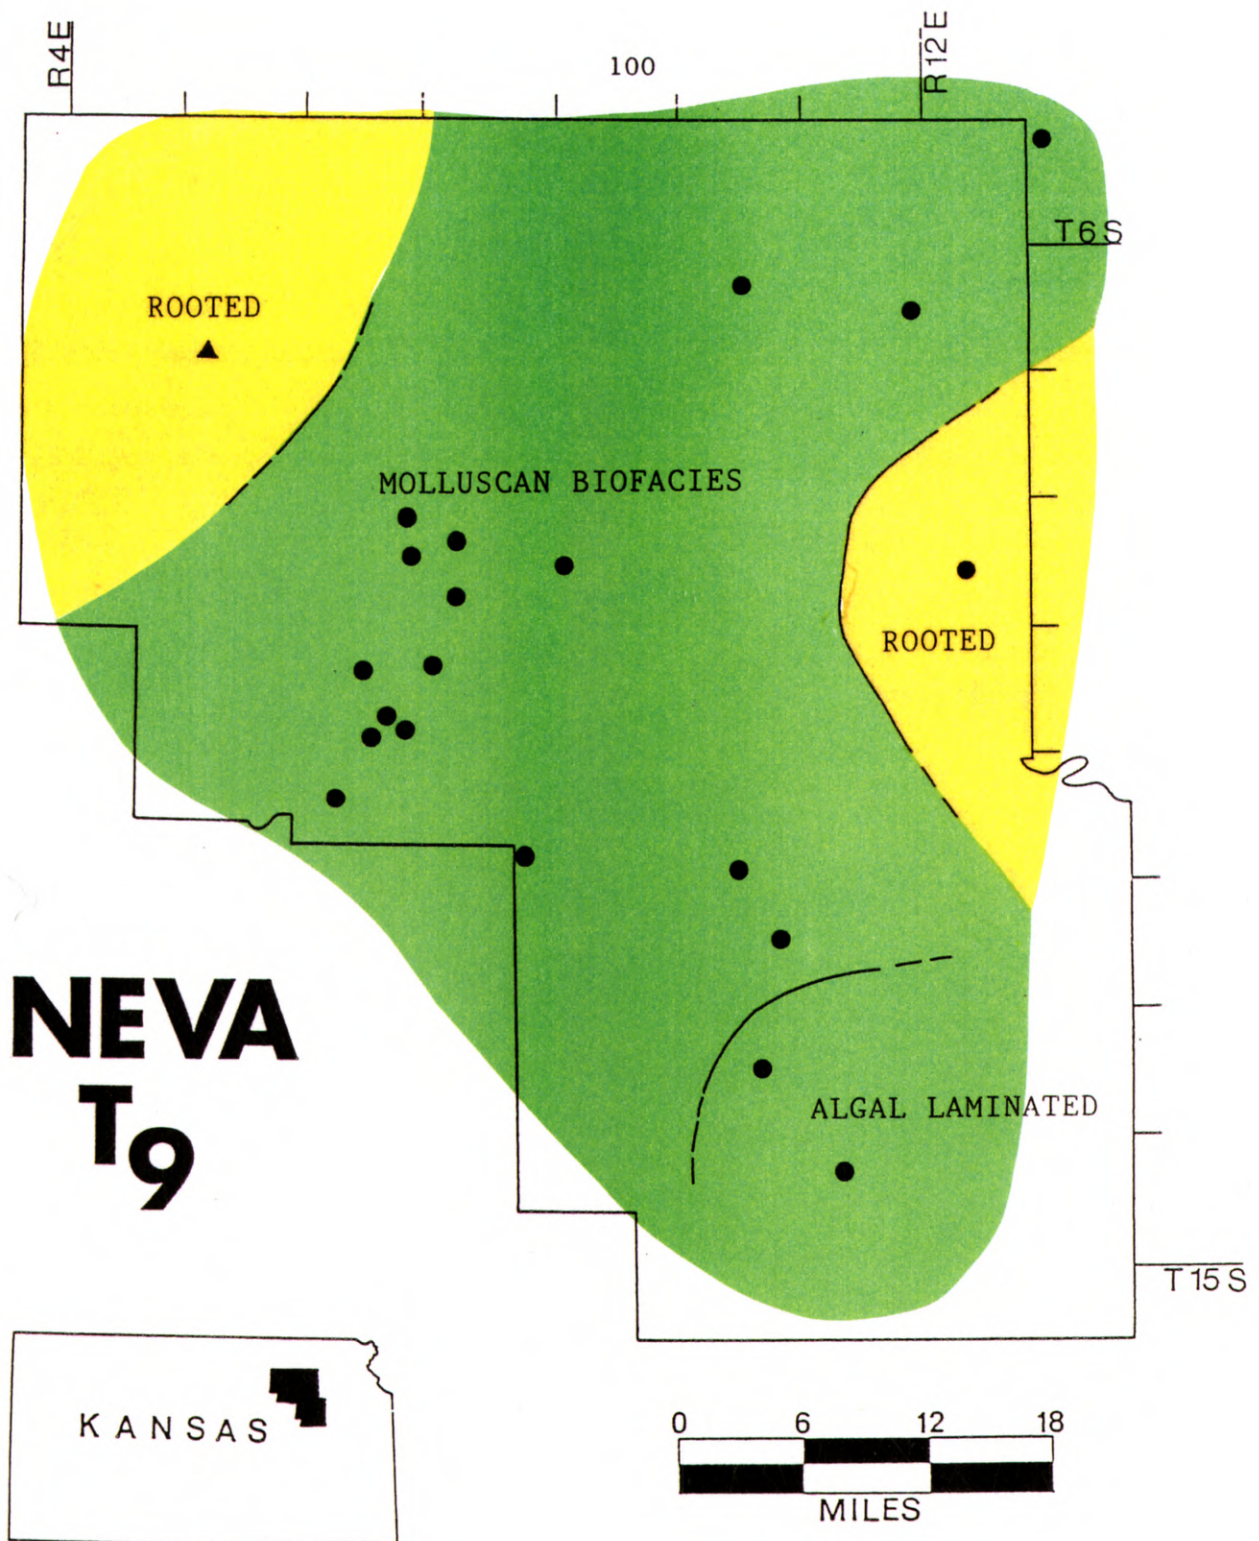 R4E
100
R12E
T6S
ROOTED
MOLLUSCAN BIOFACIES
ROOTED
NEVA
T9
ALGAL LAMINATED
T15S
KANSAS
0 6 12 18
MILES